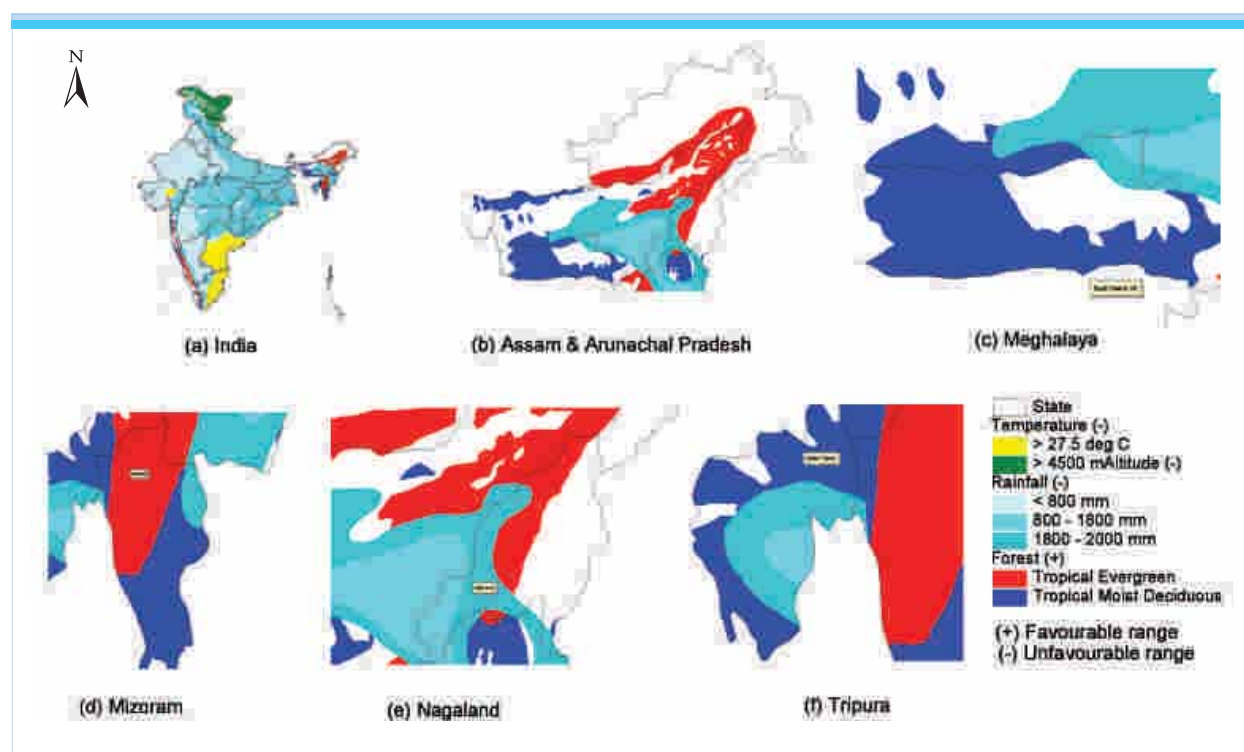 N
(a) India
(b) Assam & Arunachal Pradesh
(c) Meghalaya
(d) Mizoram
(e) Nagaland
(f) Tripura
State
Temperature (-)
> 27.5 deg C
> 4500 mAltitude (-)
Rainfall (-)
< 800 mm
800 - 1800 mm
1800 - 2000 mm
Forest (+)
Tropical Evergreen
Tropical Moist Deciduous
(+) Favourable range
(-) Unfavourable range